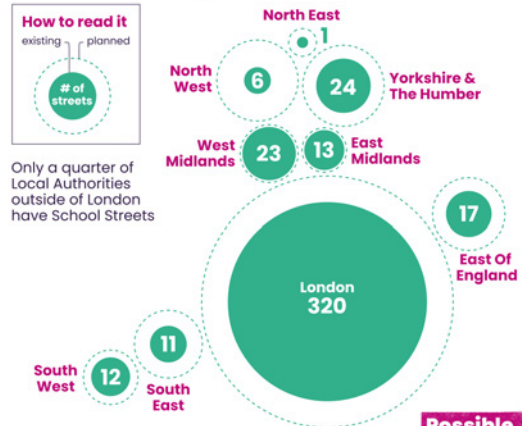 How to read it
existing
planned
# of
streets
Only a quarter of
Local Authorities
outside of London
have School Streets
North East
1
North
West
6
24
Yorkshire &
The Humber
West
Midlands
23
13
East
Midlands
17
East Of
England
London
320
11
South
East
South
West
12
Possible